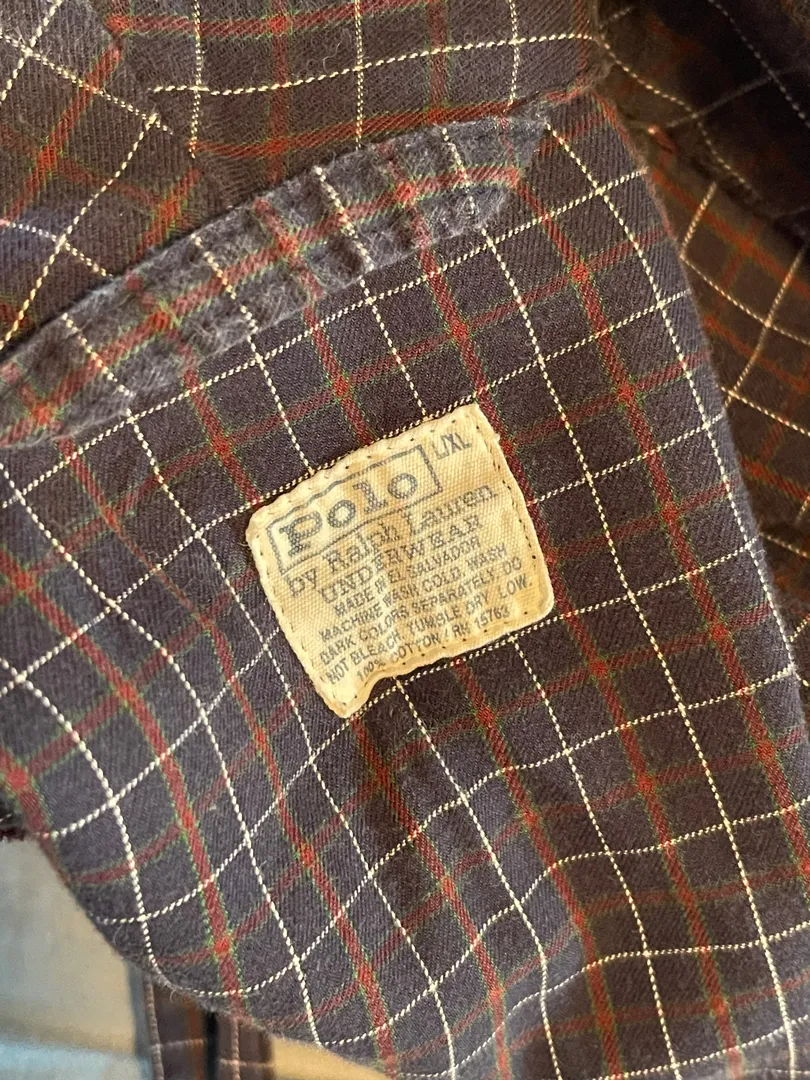 Polo L/XL
by Ralph Lauren
UNDERWEAR
MADE IN EL SALVADOR
MACHINE WASH COLD, WASH
DARK COLORS SEPARATELY, DO
NOT BLEACH, TUMBLE DRY LOW.
100% COTTON / RN 15763